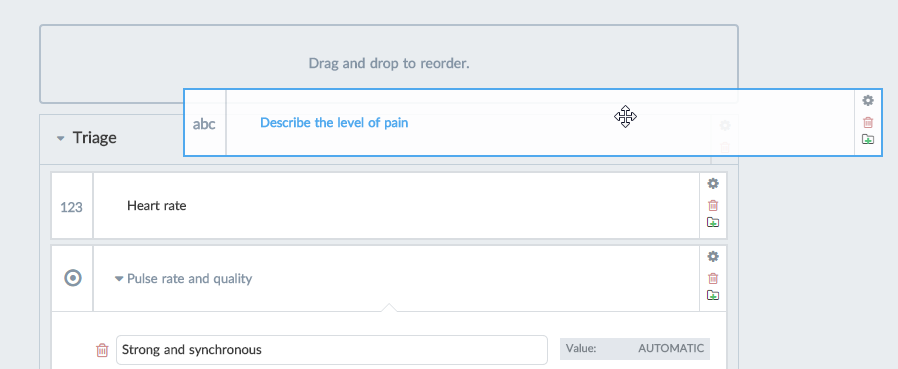 Drag and drop to reorder.
abc
Describe the level of pain
Triage
123
Heart rate
Pulse rate and quality
Strong and synchronous
Value: AUTOMATIC